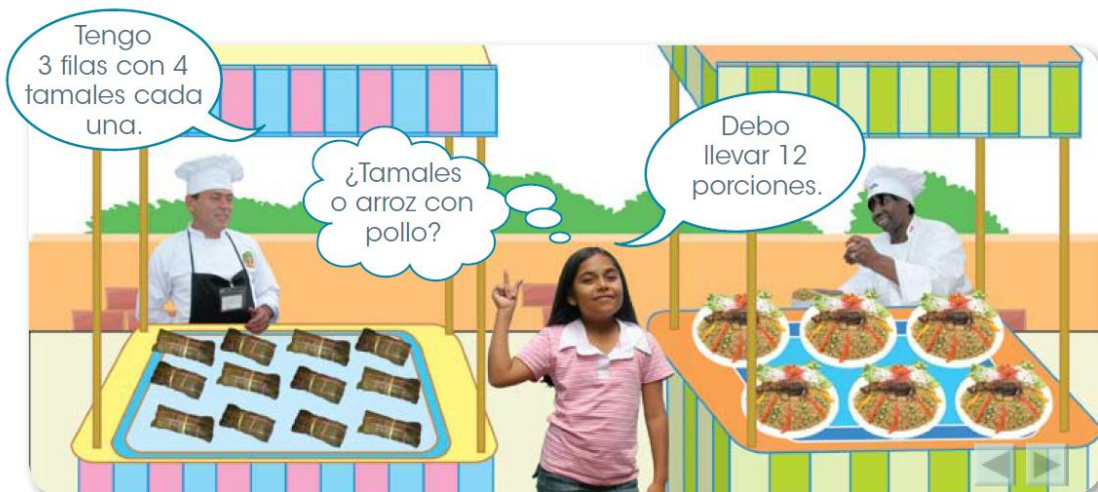 Tengo
3 filas con 4
tamales cada
una.
¿Tamales
o arroz con
pollo?
Debo
llevar 12
porciones.